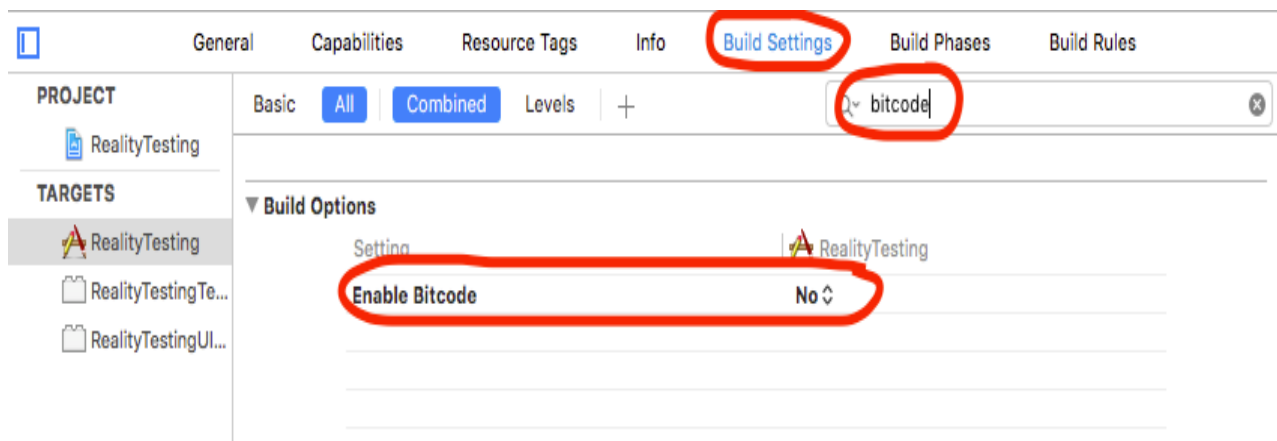 General Capabilities Resource Tags Info Build Settings Build Phases Build Rules
PROJECT
Basic All Combined Levels + bitcode
RealityTesting
TARGETS
Build Options
RealityTesting
Setting RealityTesting
RealityTestingTe...
Enable Bitcode No
RealityTestingUI...